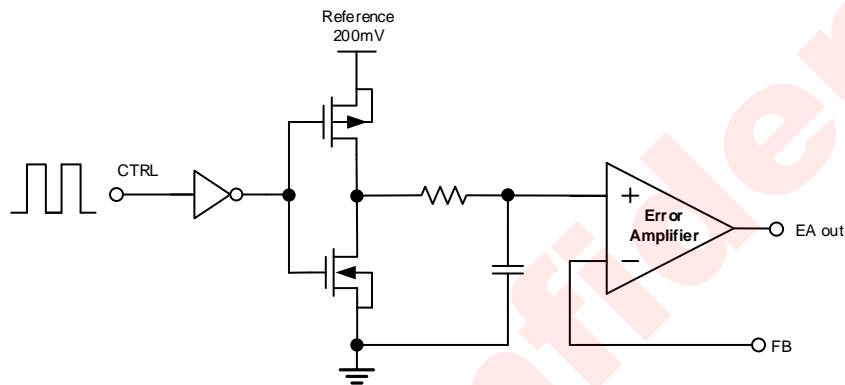 Reference
200mV
CTRL
+
Error
Amplifier
−
EA out
FB